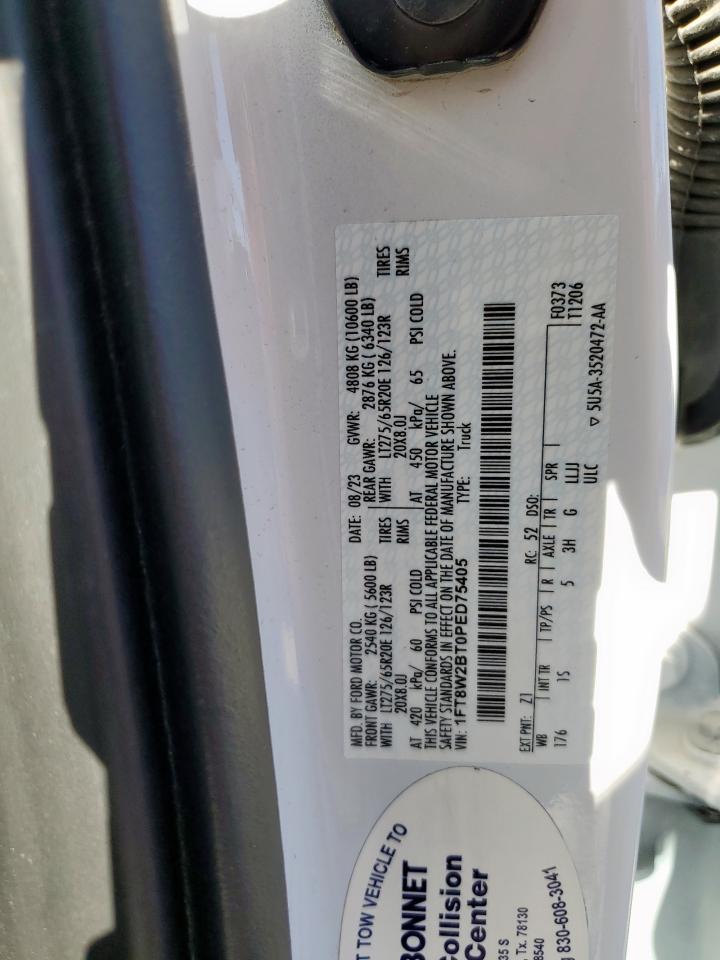 MFD. BY FORD MOTOR CO.
DATE: 08/23 GVWR: 4808 KG (10600 LB)
FRONT GAWR: 2540 KG ( 5600 LB) REAR GAWR: 2876 KG ( 6340 LB)
WITH LT275/65R20E 126/123R TIRES WITH LT275/65R20E 126/123R TIRES
20X8.0J RIMS 20X8.0J RIMS
AT 420 kPa/ 60 PSI COLD AT 450 kPa/ 65 PSI COLD
THIS VEHICLE CONFORMS TO ALL APPLICABLE FEDERAL MOTOR VEHICLE
SAFETY STANDARDS IN EFFECT ON THE DATE OF MANUFACTURE SHOWN ABOVE.
VIN: 1FT8W2BT0PED75405 TYPE: Truck
EXT PNT: Z1 RC: 52 DSO: F0373
WB INT TR TP/PS R AXLE TR SPR T1206
176 15 5 3H G LLJJ
ULC
▽ 5U5A-3520472-AA
T TOW VEHICLE TO
BONNET
ollision
Center
35 S
, Tx. 78130
8540
830-608-3041